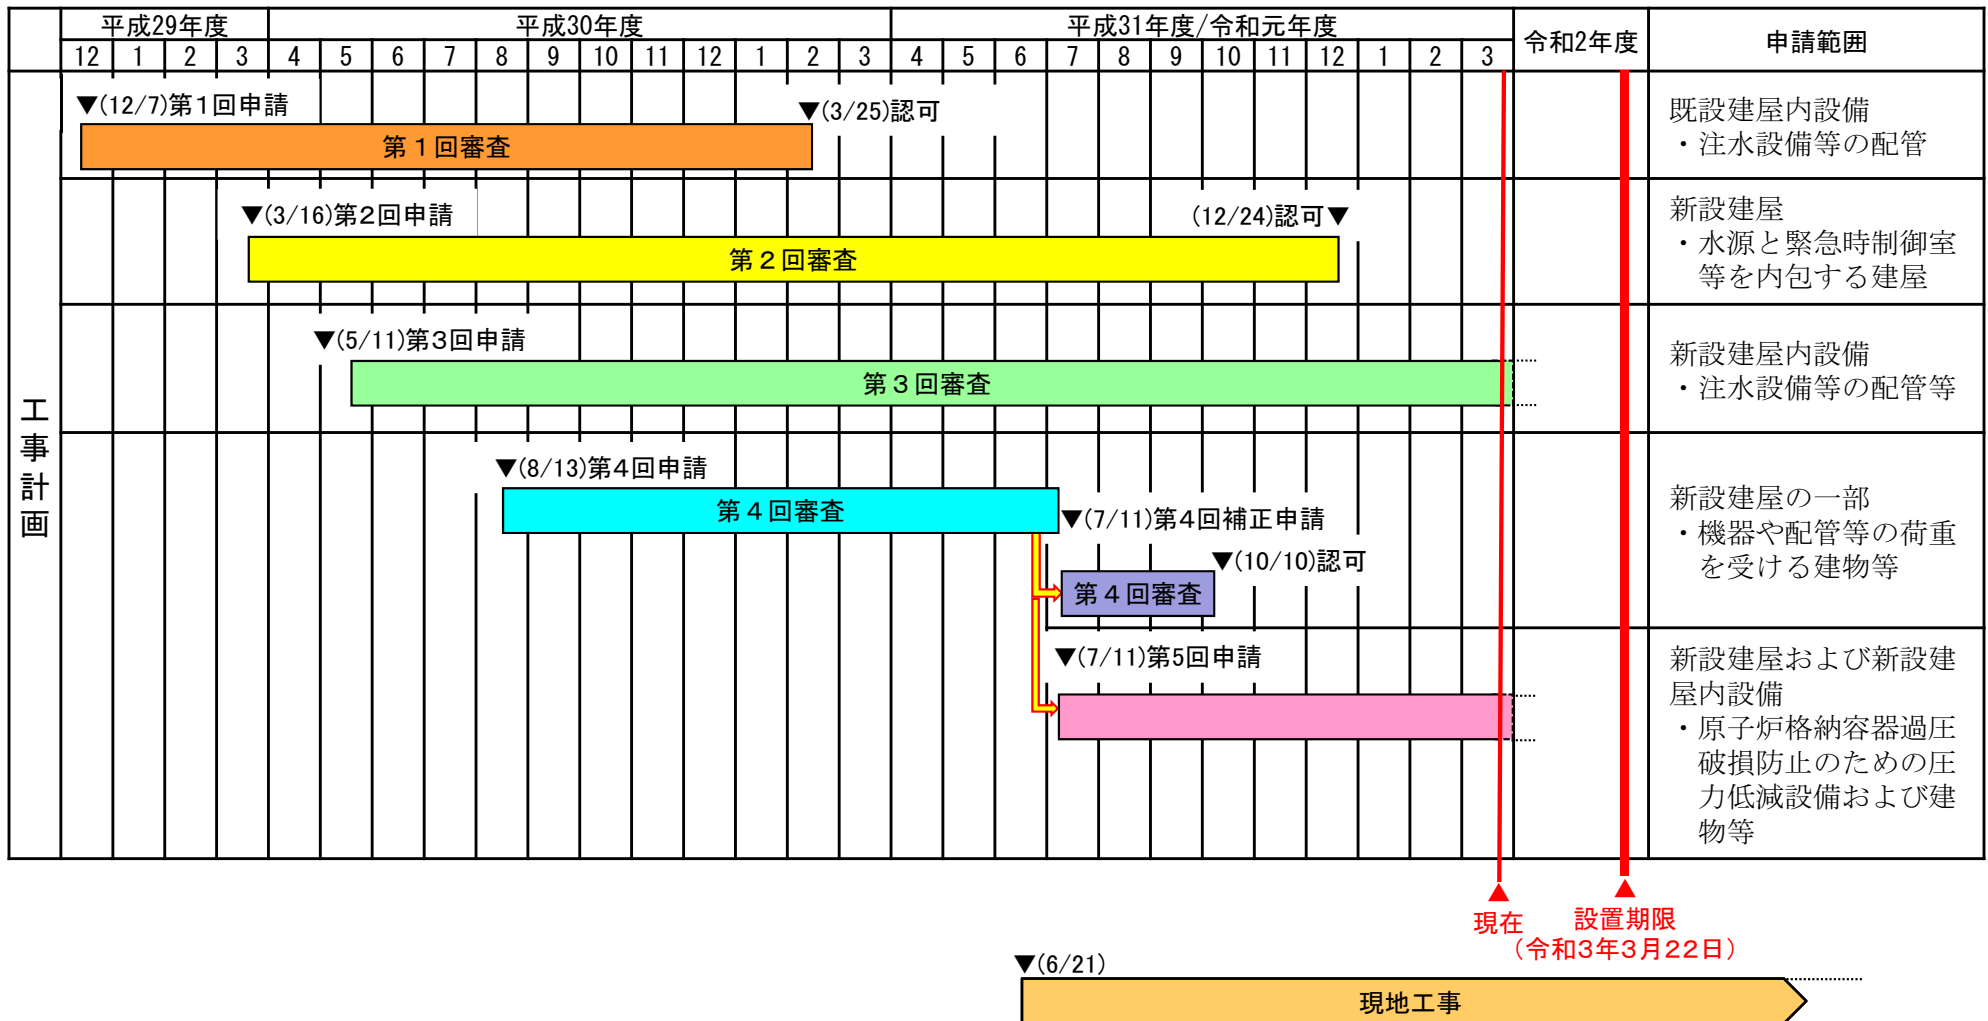 平成29年度 平成30年度 平成31年度/令和元年度 令和2年度 申請範囲
12 1 2 3 4 5 6 7 8 9 10 11 12 1 2 3 4 5 6 7 8 9 10 11 12 1 2 3
工事計画
▼(12/7)第1回申請
▼(3/25)認可
第1回審査
既設建屋内設備
・注水設備等の配管
▼(3/16)第2回申請
(12/24)認可▼
第2回審査
新設建屋
・水源と緊急時制御室
等を内包する建屋
▼(5/11)第3回申請
第3回審査
新設建屋内設備
・注水設備等の配管等
▼(8/13)第4回申請
第4回審査
▼(7/11)第4回補正申請
▼(10/10)認可
第4回審査
新設建屋の一部
・機器や配管等の荷重
を受ける建物等
▼(7/11)第5回申請
新設建屋および新設建
屋内設備
・原子炉格納容器過圧
破損防止のための圧
力低減設備および建
物等
▲
現在
▲
設置期限
(令和3年3月22日)
▼(6/21)
現地工事